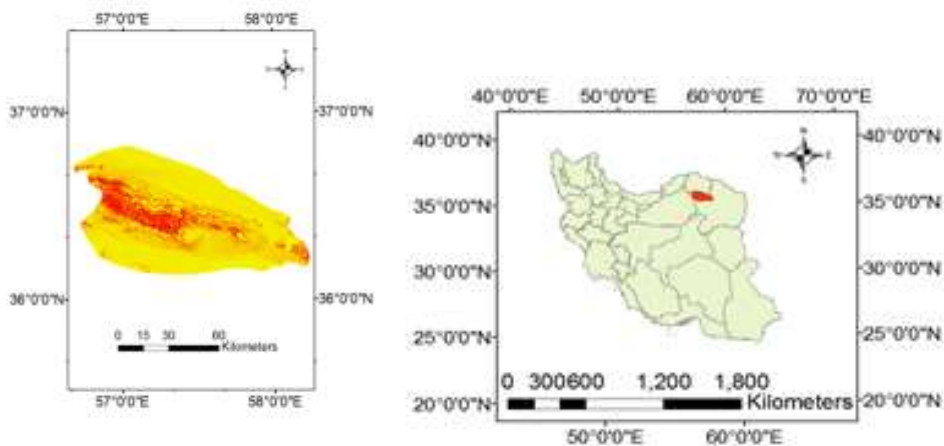 57°0'0"E 58°0'0"E
37°0'0"N 37°0'0"N
36°0'0"N 36°0'0"N
0 15 30 60
Kilometers
57°0'0"E 58°0'0"E
40°0'0"E 50°0'0"E 60°0'0"E 70°0'0"E
N
E
S
40°0'0"N 40°0'0"N
35°0'0"N 35°0'0"N
30°0'0"N 30°0'0"N
25°0'0"N 25°0'0"N
20°0'0"N 20°0'0"N
0 300600 1,200 1,800
Kilometers
50°0'0"E 60°0'0"E